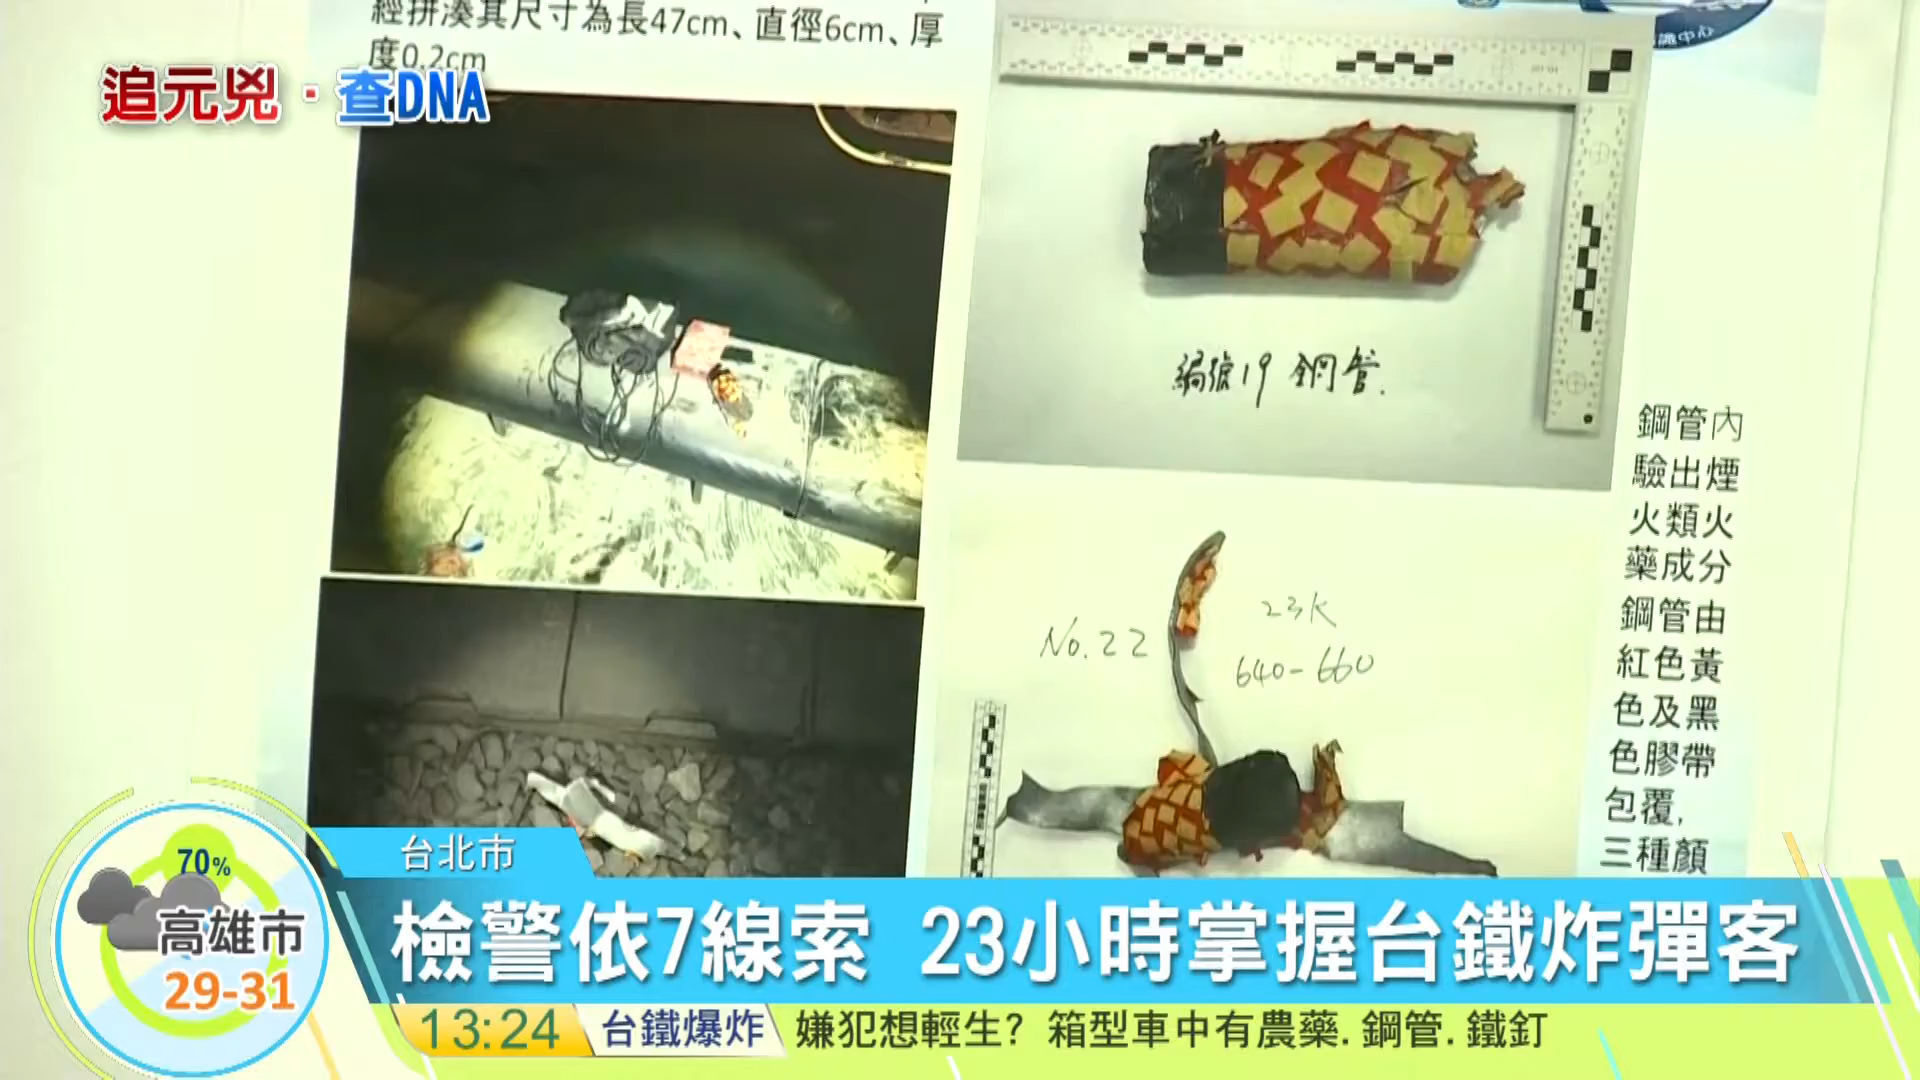 經拼湊其尺寸為長47cm、直徑6cm、厚
度0.2cm
追元兇·查DNA
識中心
編號19 鋼管.
No.22
23K
640-660
鋼管內
驗出煙
火類火
藥成分
鋼管由
紅色黃
色及黑
色膠帶
包覆,
三種顏
70%
高雄市
29-31
台北市
檢警依7線索 23小時掌握台鐵炸彈客
13:24 台鐵爆炸 嫌犯想輕生? 箱型車中有農藥.鋼管.鐵釘